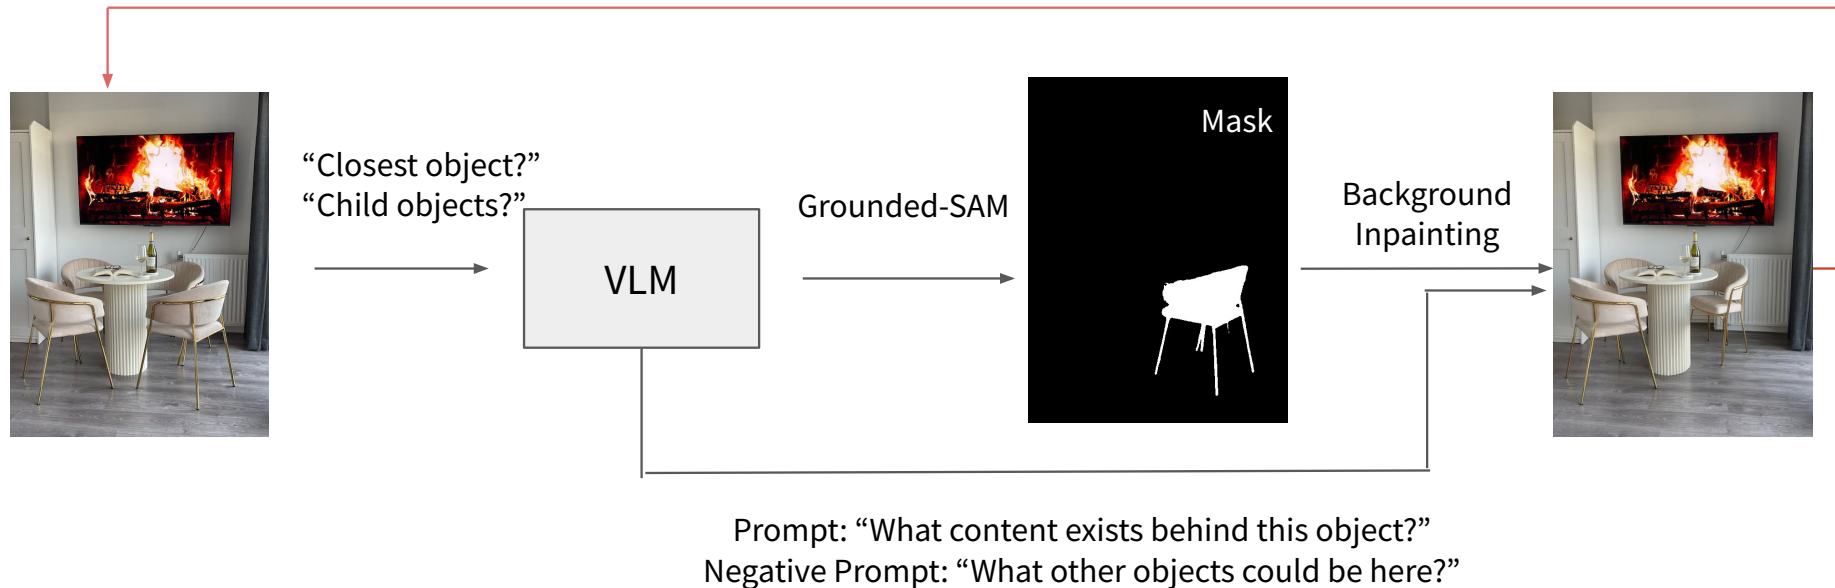 “Closest object?”
“Child objects?”
VLM
Grounded-SAM
Mask
Background
Inpainting
Prompt: “What content exists behind this object?”
Negative Prompt: “What other objects could be here?”